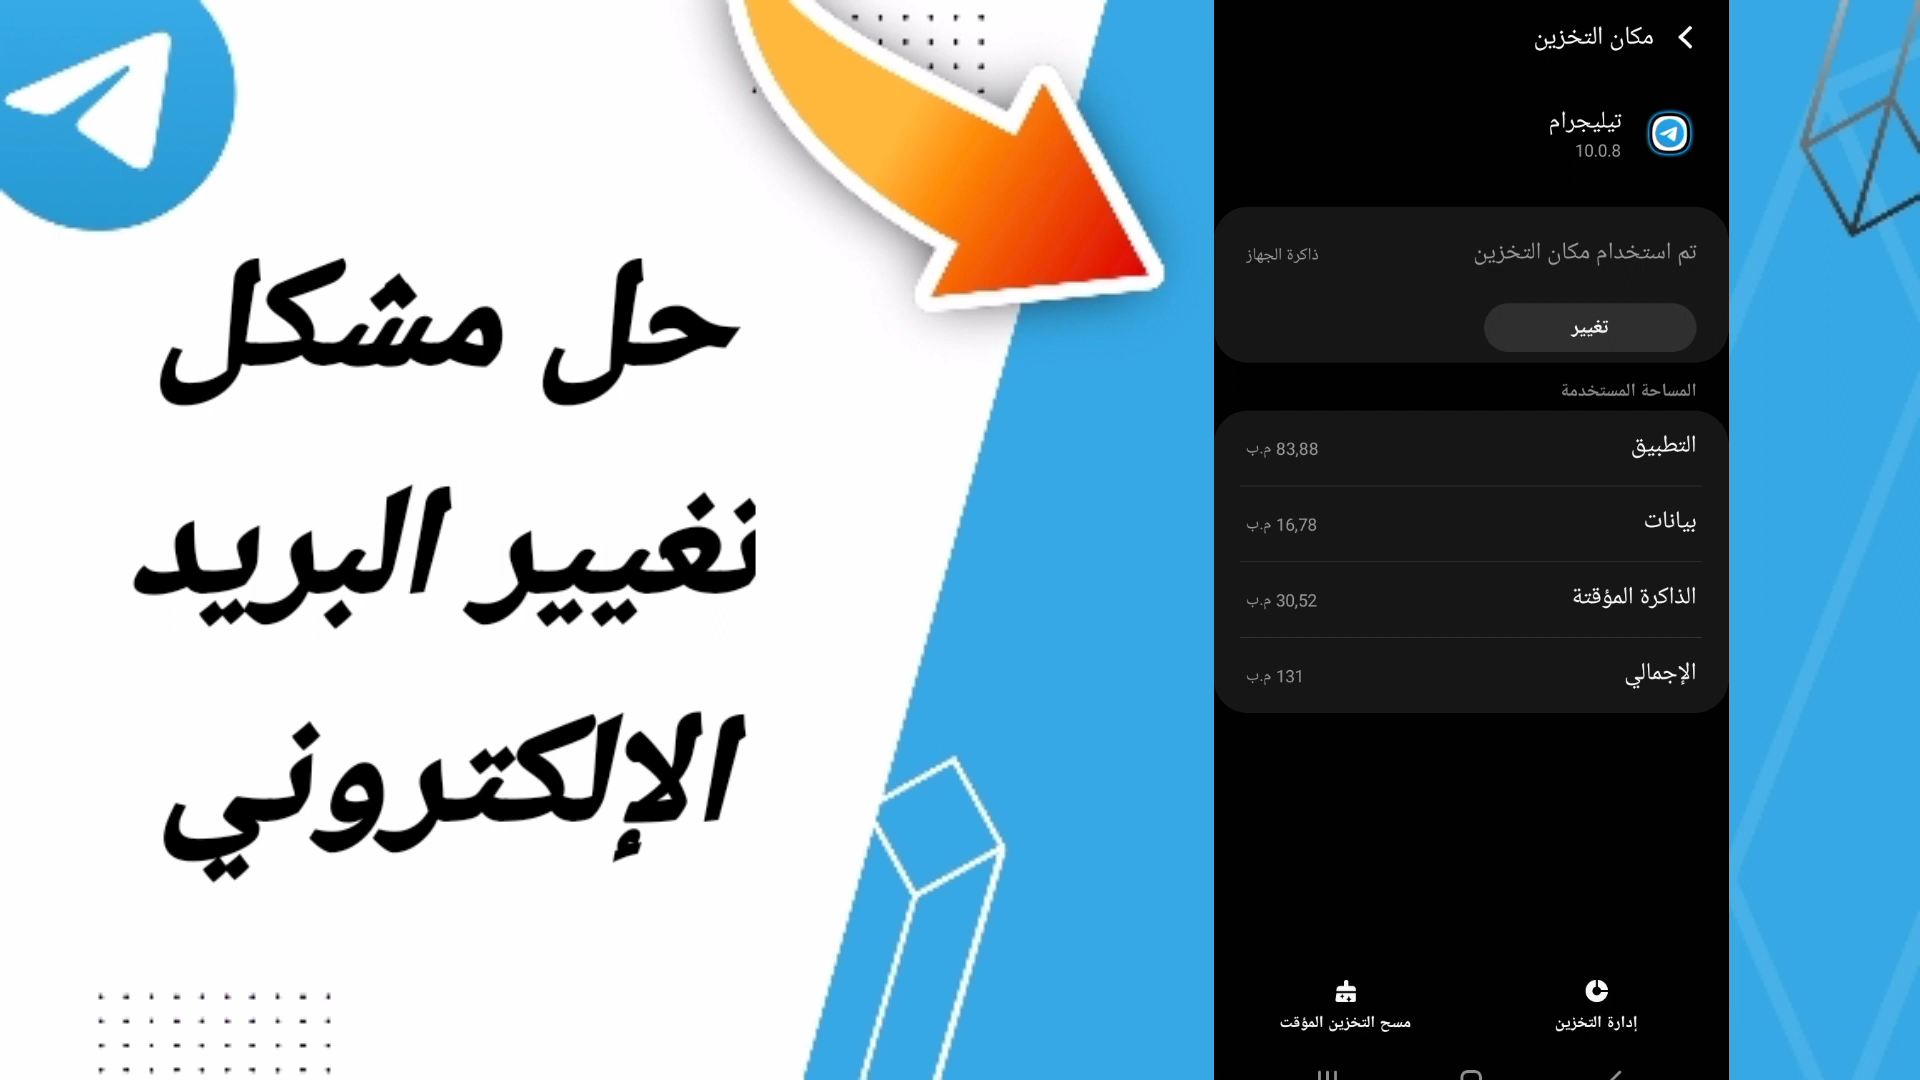 حل مشكل
تغيير البريد
الإلكتروني
مكان التخزين
تيليجرام
10.0.8
تم استخدام مكان التخزين
ذاكرة الجهاز
تغيير
المساحة المستخدمة
التطبيق
83,88 م.ب
بيانات
16,78 م.ب
الذاكرة المؤقتة
30,52 م.ب
الإجمالي
131 م.ب
إدارة التخزين
مسح التخزين المؤقت